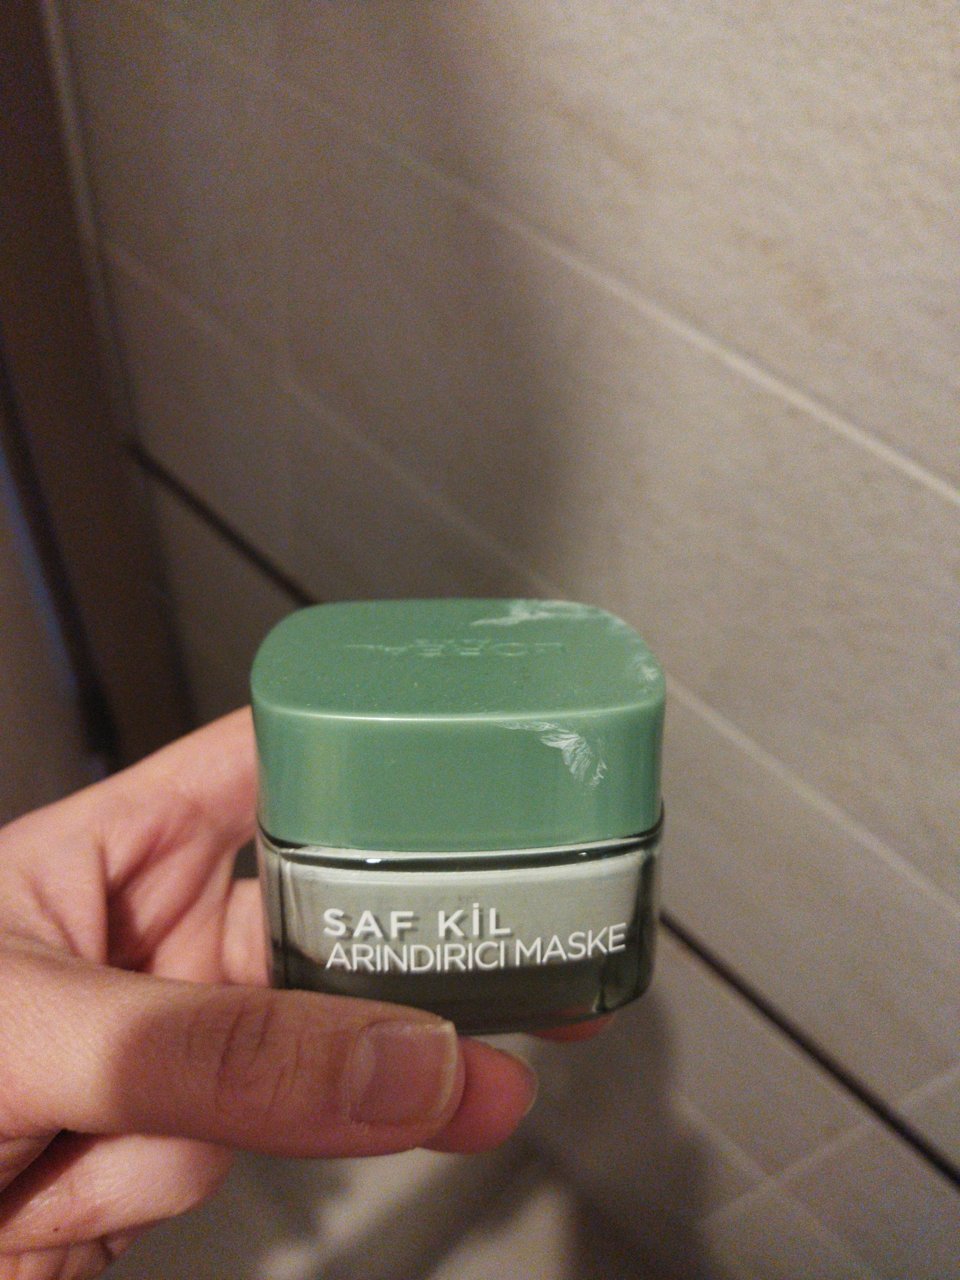 L'ORÉAL
SAF KİL
ARINDIRICI MASKE